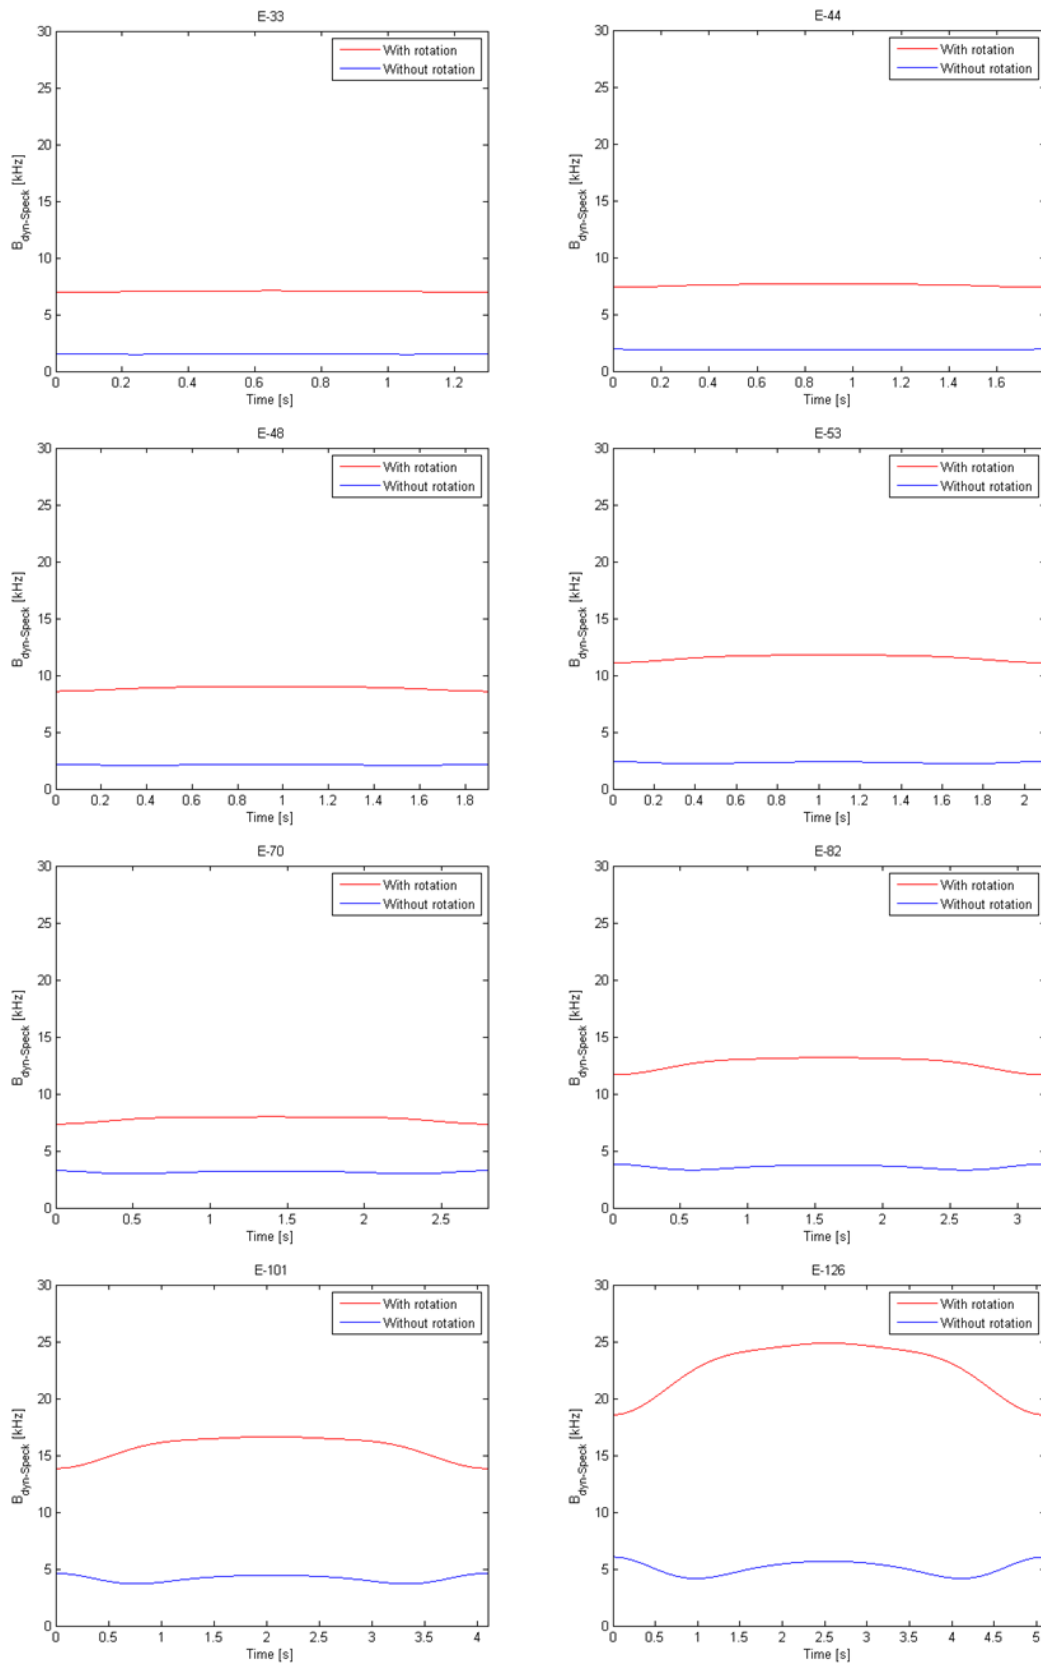 E-33
With rotation
Without rotation
B_dyn-Speck [kHz]
30
25
20
15
10
5
0
0 0.2 0.4 0.6 0.8 1 1.2
Time [s]
E-44
With rotation
Without rotation
B_dyn-Speck [kHz]
30
25
20
15
10
5
0
0 0.2 0.4 0.6 0.8 1 1.2 1.4 1.6
Time [s]
E-48
With rotation
Without rotation
B_dyn-Speck [kHz]
30
25
20
15
10
5
0
0 0.2 0.4 0.6 0.8 1 1.2 1.4 1.6 1.8
Time [s]
E-53
With rotation
Without rotation
B_dyn-Speck [kHz]
30
25
20
15
10
5
0
0 0.2 0.4 0.6 0.8 1 1.2 1.4 1.6 1.8 2
Time [s]
E-70
With rotation
Without rotation
B_dyn-Speck [kHz]
30
25
20
15
10
5
0
0 0.5 1 1.5 2 2.5
Time [s]
E-82
With rotation
Without rotation
B_dyn-Speck [kHz]
30
25
20
15
10
5
0
0 0.5 1 1.5 2 2.5 3
Time [s]
E-101
With rotation
Without rotation
B_dyn-Speck [kHz]
30
25
20
15
10
5
0
0 0.5 1 1.5 2 2.5 3 3.5 4
Time [s]
E-126
With rotation
Without rotation
B_dyn-Speck [kHz]
30
25
20
15
10
5
0
0 0.5 1 1.5 2 2.5 3 3.5 4 4.5 5
Time [s]